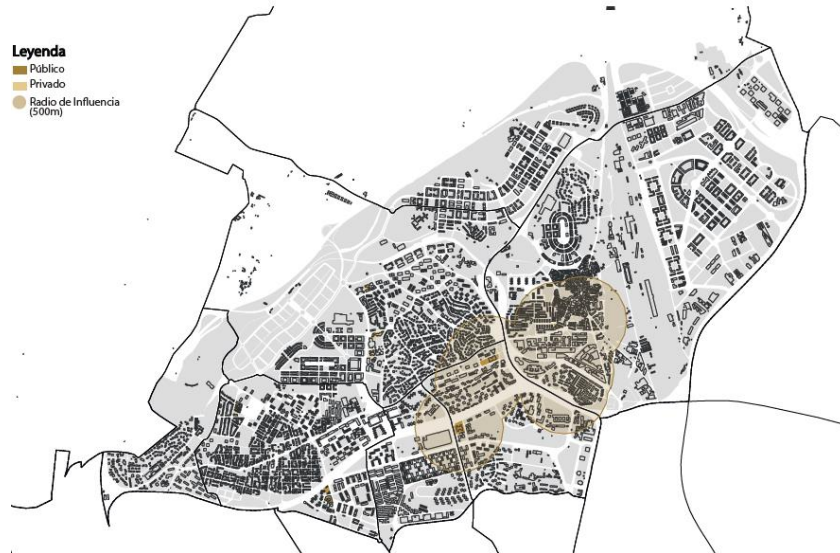 Leyenda
Público
Privado
Radio de Influencia
(500m)